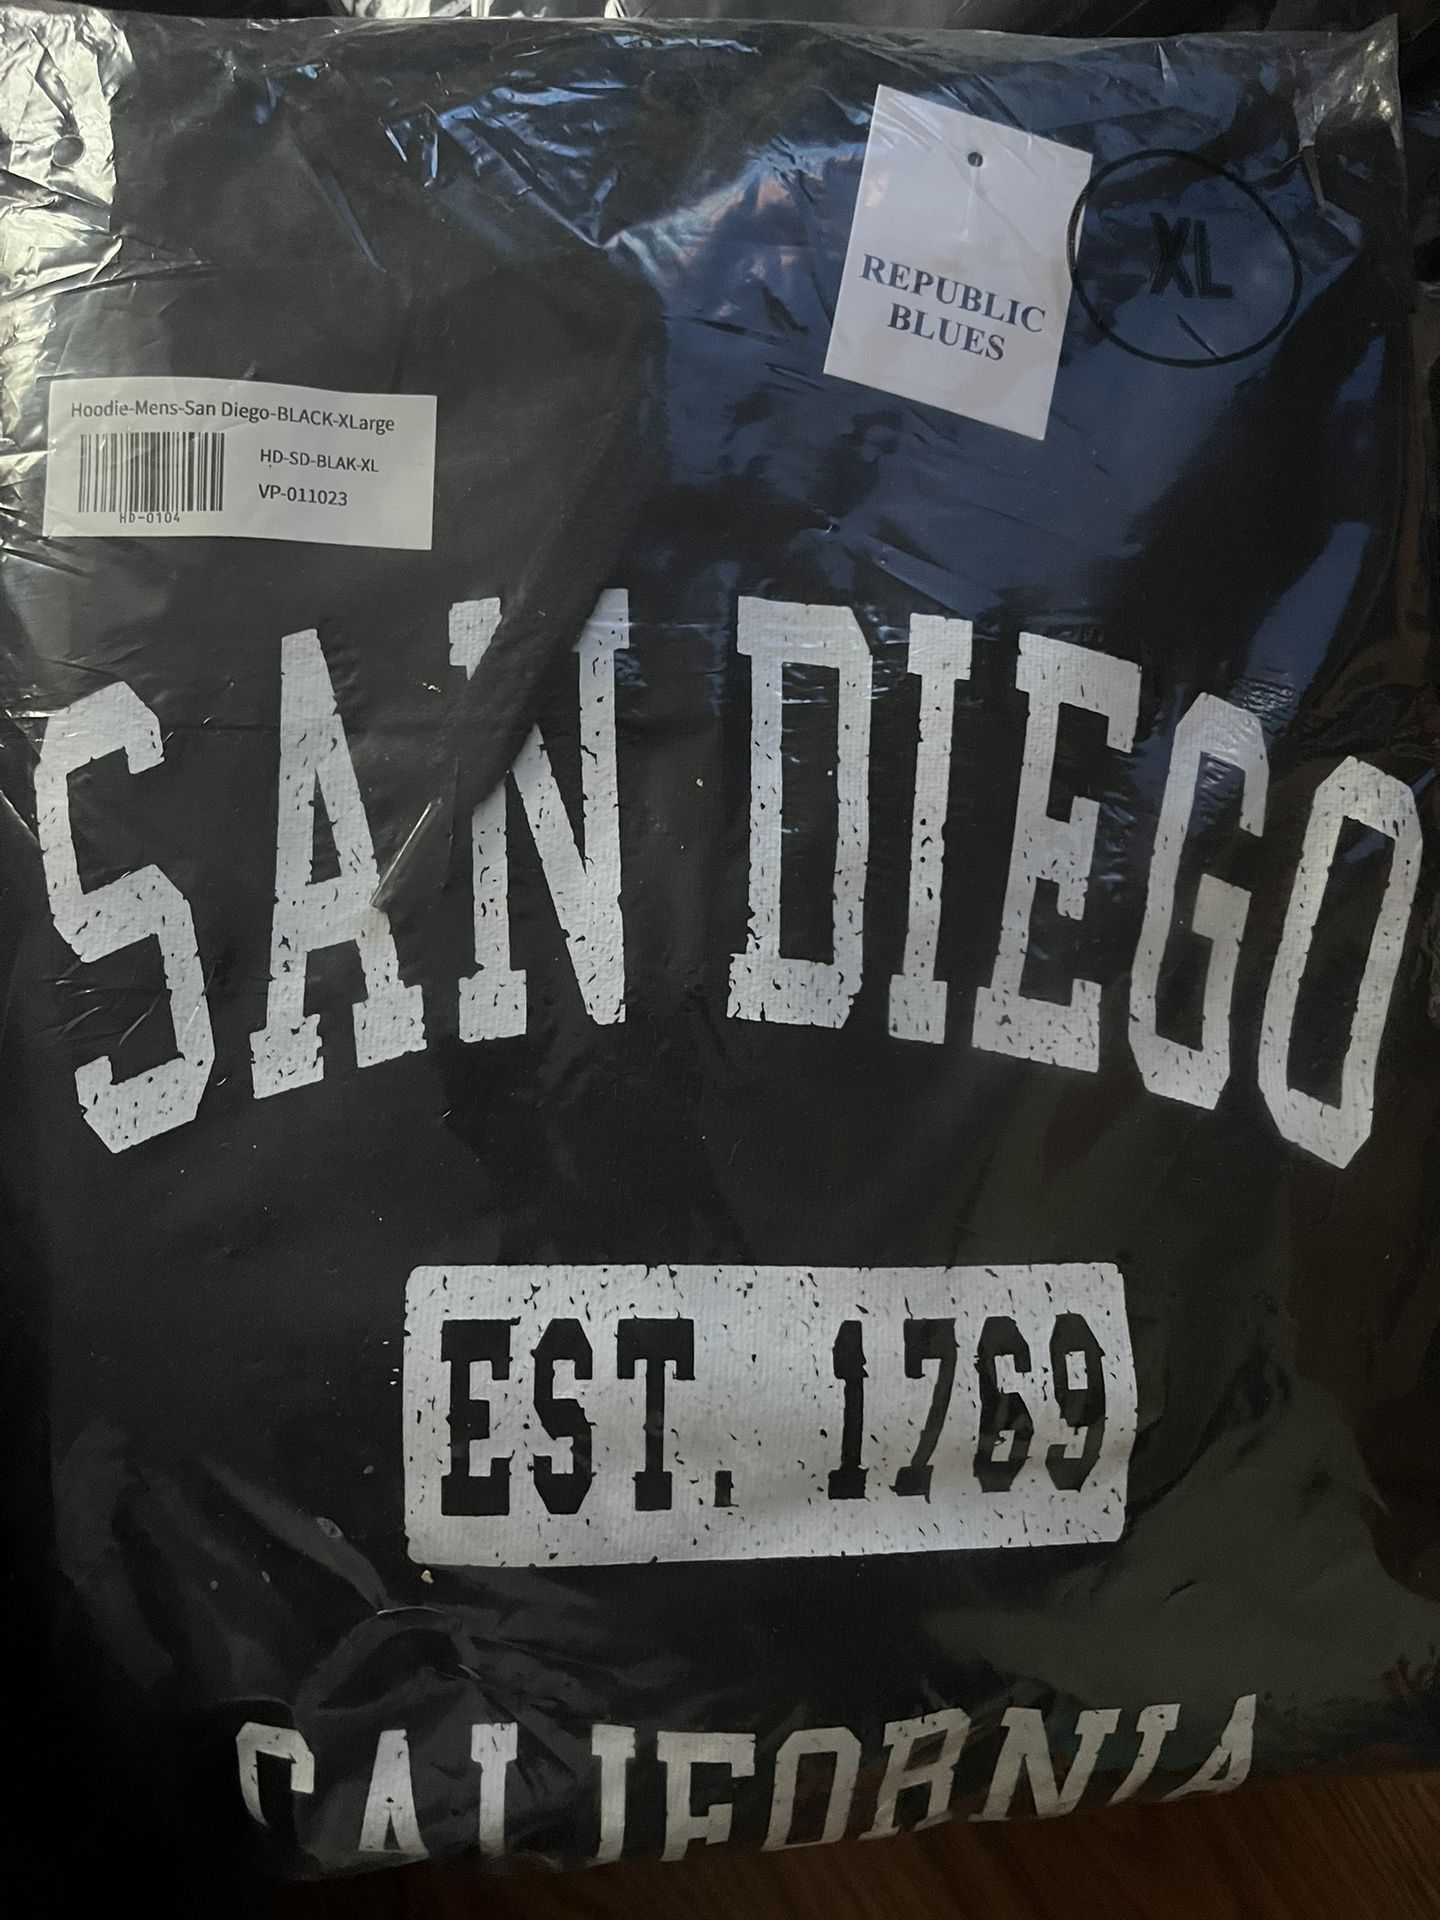 REPUBLIC
BLUES
XL
Hoodie-Mens-San Diego-BLACK-XLarge
HD-SD-BLAK-XL
VP-011023
HD-0104
SAN DIEGO
EST. 1769
CALIFORNIA